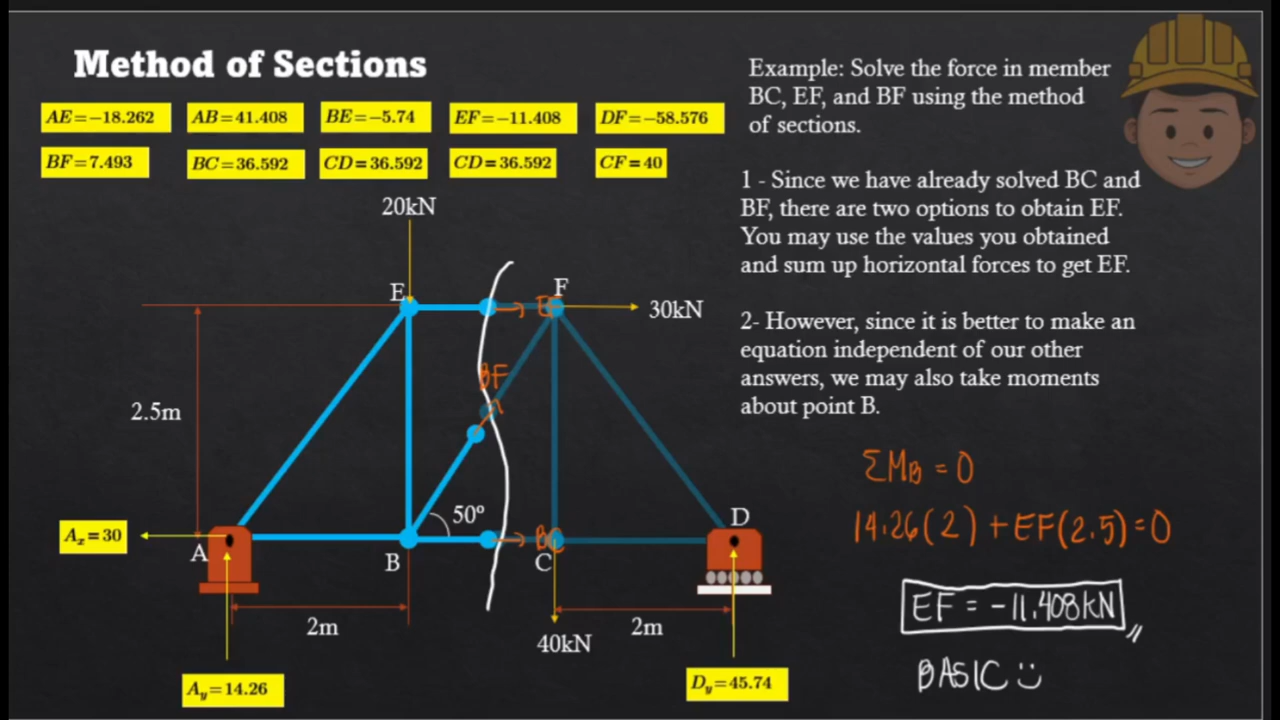 Method of Sections
AE=−18.262 AB=41.408 BE=−5.74 EF=−11.408 DF=−58.576
BF=7.493 BC=36.592 CD=36.592 CD=36.592 CF=40
Example: Solve the force in member
BC, EF, and BF using the method
of sections.
1 - Since we have already solved BC and
BF, there are two options to obtain EF.
You may use the values you obtained
and sum up horizontal forces to get EF.
2- However, since it is better to make an
equation independent of our other
answers, we may also take moments
about point B.
ΣMB = 0
14.26(2) + EF(2.5) = 0
EF = -11.408 kN
BASIC
20kN
E
EF
F
30kN
BF
2.5m
50º
Ax=30
A
B
BC
C
D
2m
40kN
2m
Ay=14.26
Dy=45.74